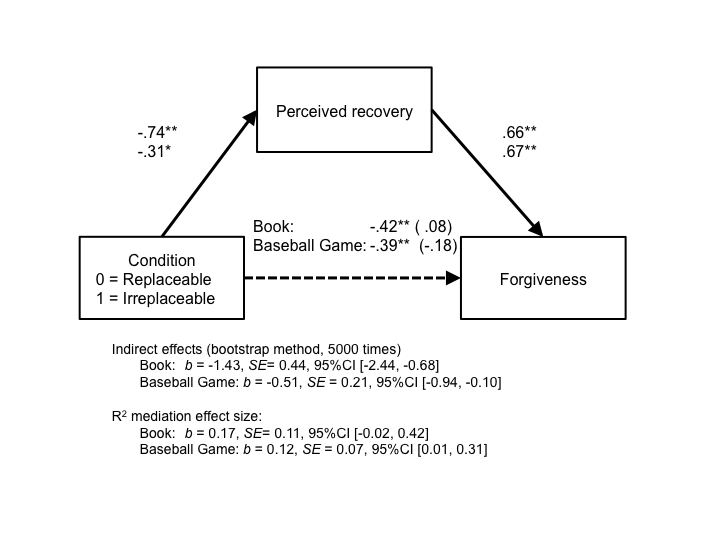 Perceived recovery
-.74**
-.31*
.66**
.67**
Book: -.42** ( .08)
Baseball Game: -.39** (-.18)
Condition
0 = Replaceable
1 = Irreplaceable
Forgiveness
Indirect effects (bootstrap method, 5000 times)
Book: b = -1.43, SE= 0.44, 95%CI [-2.44, -0.68]
Baseball Game: b = -0.51, SE = 0.21, 95%CI [-0.94, -0.10]
R² mediation effect size:
Book: b = 0.17, SE= 0.11, 95%CI [-0.02, 0.42]
Baseball Game: b = 0.12, SE = 0.07, 95%CI [0.01, 0.31]